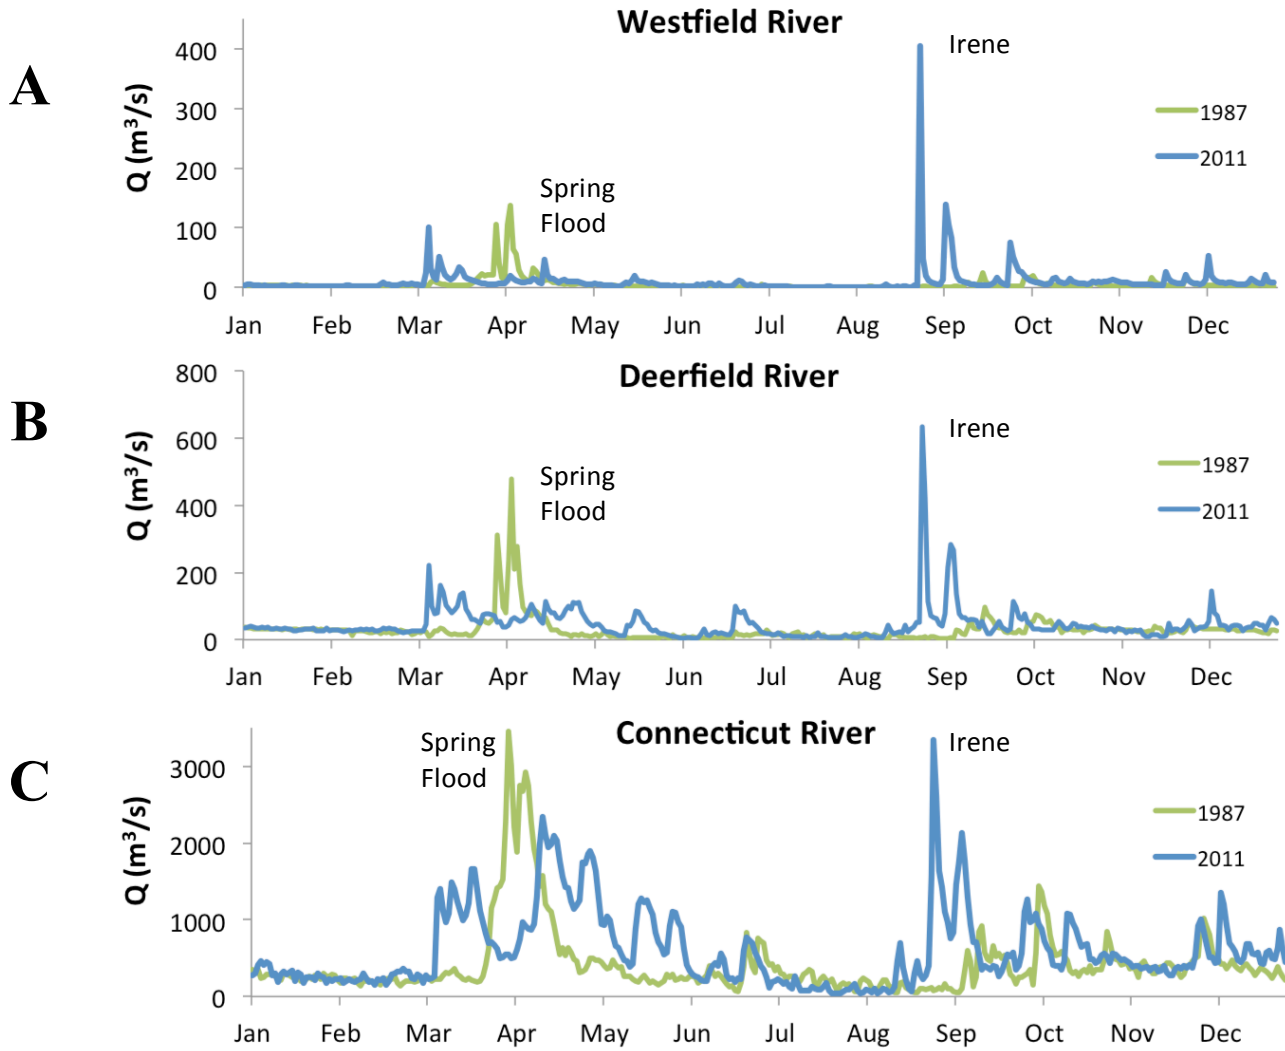 Westfield River
A
Q (m³/s)
400
300
200
100
0
Irene
Spring
Flood
1987
2011
Jan Feb Mar Apr May Jun Jul Aug Sep Oct Nov Dec
Deerfield River
B
Q (m³/s)
800
600
400
200
0
Irene
Spring
Flood
1987
2011
Jan Feb Mar Apr May Jun Jul Aug Sep Oct Nov Dec
Connecticut River
C
Q (m³/s)
3000
2000
1000
0
Spring
Flood
Irene
1987
2011
Jan Feb Mar Apr May Jun Jul Aug Sep Oct Nov Dec